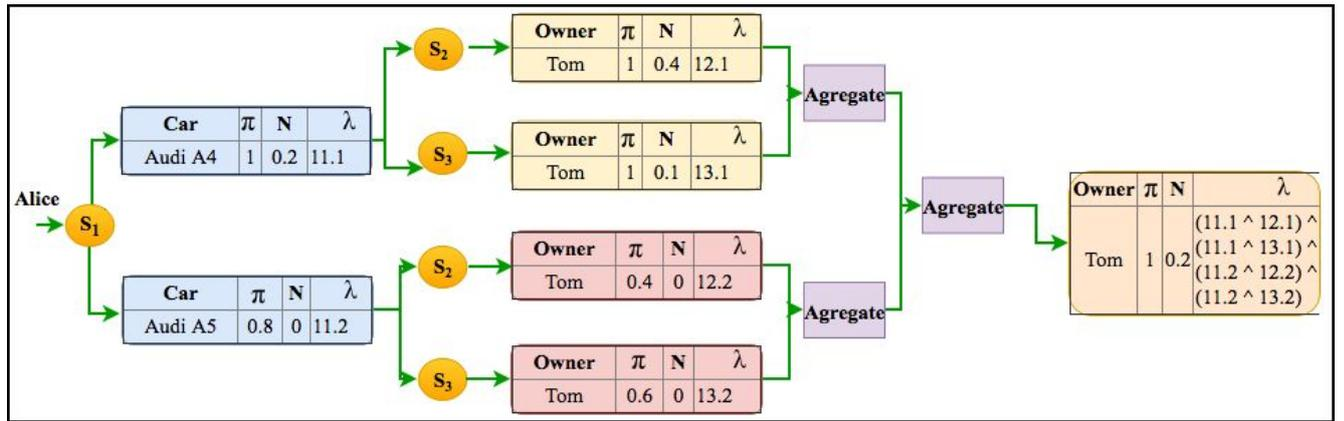 Alice
S1
Car π N λ
Audi A4 1 0.2 11.1
Car π N λ
Audi A5 0.8 0 11.2
S2
Owner π N λ
Tom 1 0.4 12.1
S3
Owner π N λ
Tom 1 0.1 13.1
S2
Owner π N λ
Tom 0.4 0 12.2
S3
Owner π N λ
Tom 0.6 0 13.2
Agregate
Agregate
Agregate
Owner π N λ
(11.1 ^ 12.1) ^
(11.1 ^ 13.1) ^
Tom 1 0.2
(11.2 ^ 12.2) ^
(11.2 ^ 13.2)